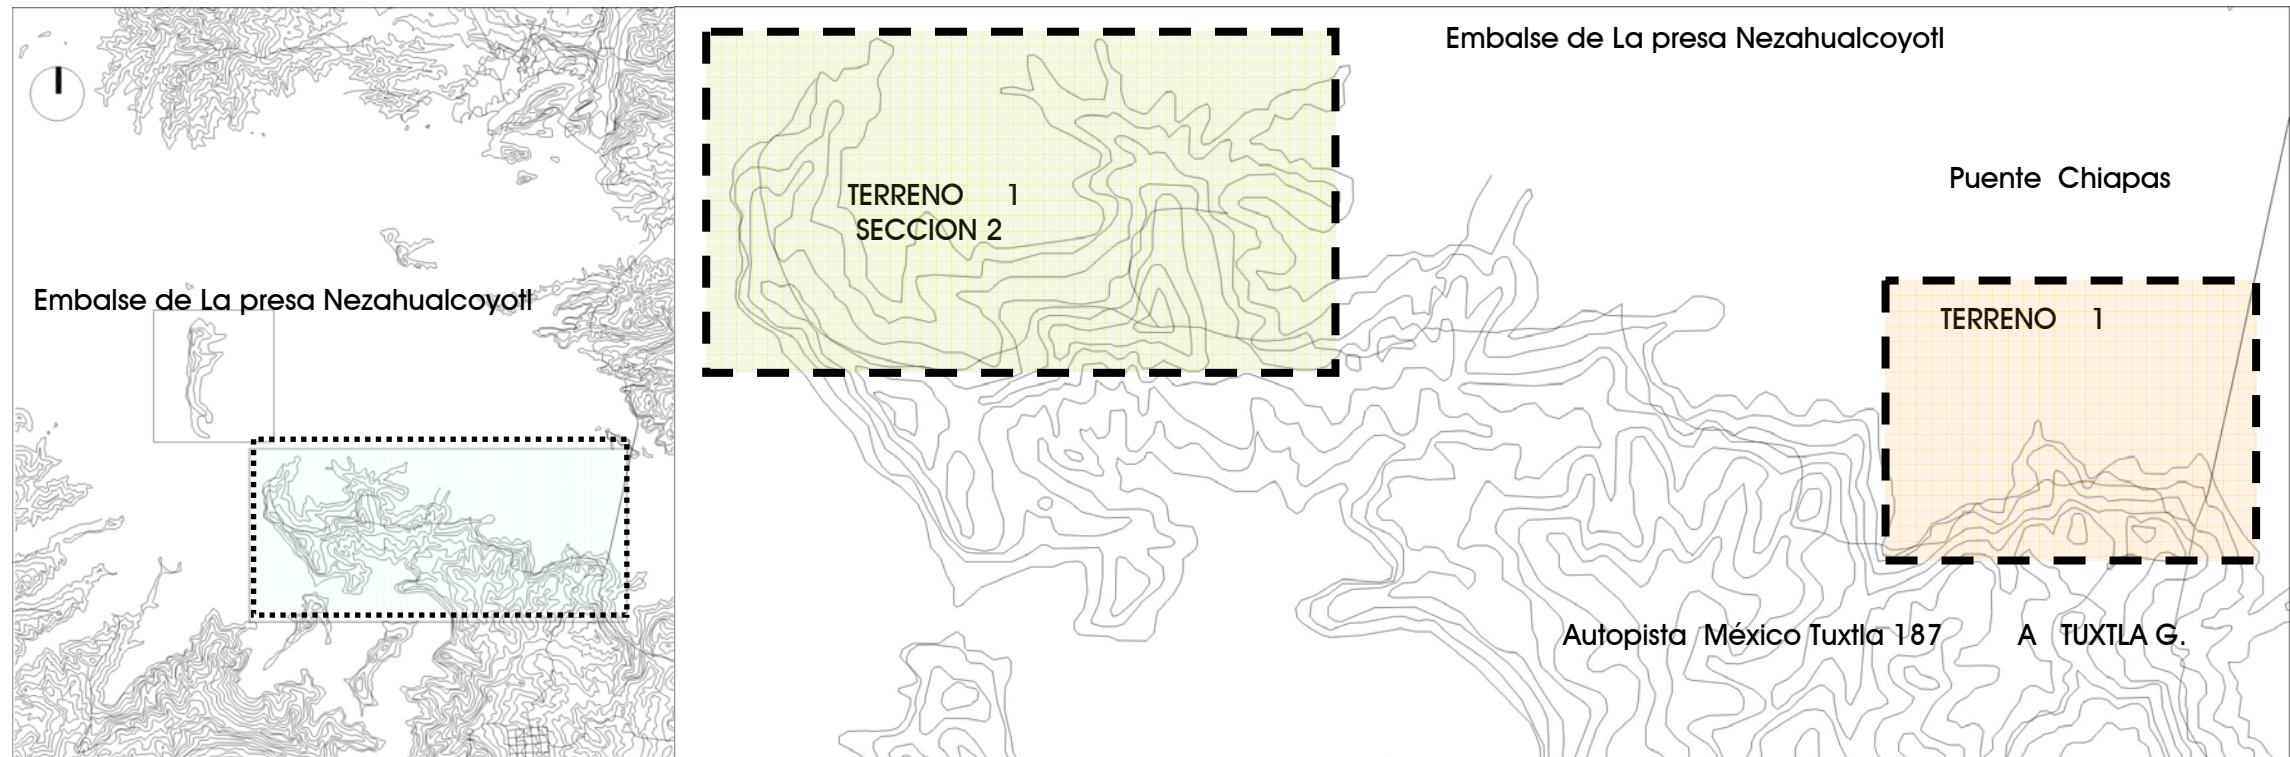 Embalse de La presa Nezahualcoyotl
Embalse de La presa Nezahualcoyotl
TERRENO 1
SECCION 2
Puente Chiapas
TERRENO 1
Autopista México Tuxtla 187 A TUXTLA G.